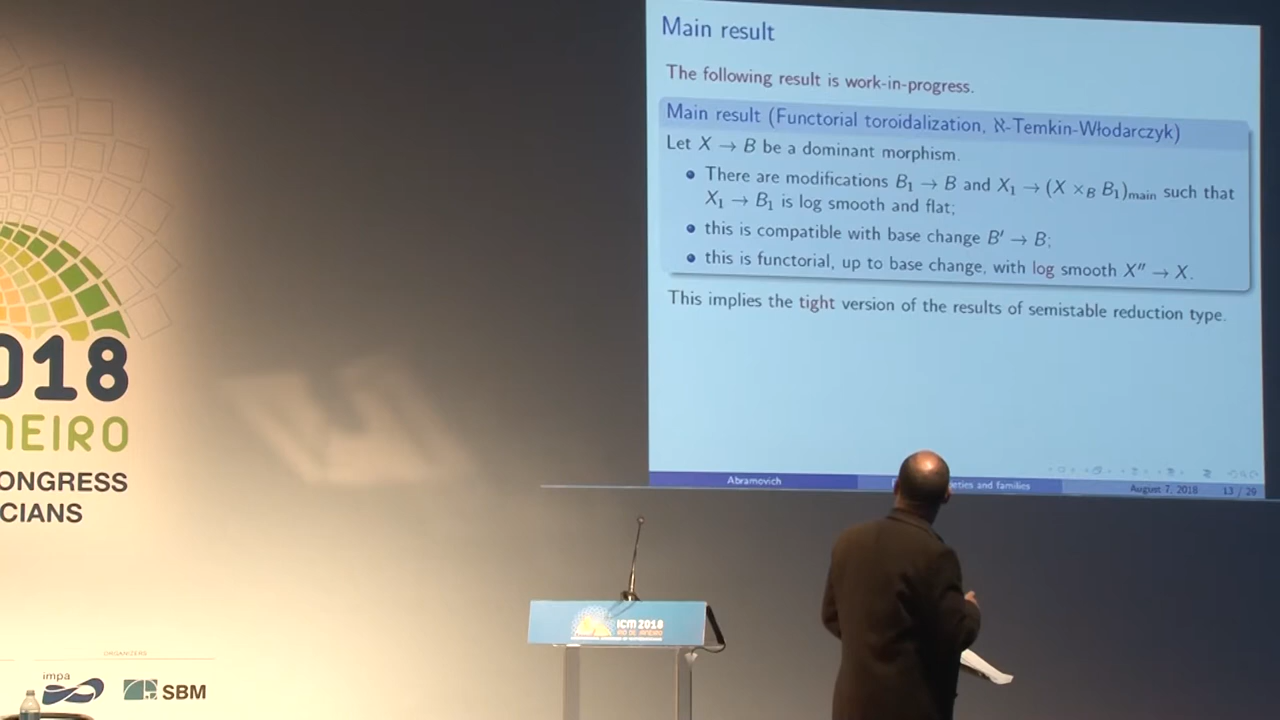 Main result
The following result is work-in-progress.
Main result (Functorial toroidalization, ℵ-Temkin-Włodarczyk)
Let X → B be a dominant morphism.
• There are modifications B₁ → B and X₁ → (X ×_B B₁)_main such that
X₁ → B₁ is log smooth and flat;
• this is compatible with base change B′ → B;
• this is functorial, up to base change, with log smooth X″ → X.
This implies the tight version of the results of semistable reduction type.
Abramovich
and families
August 7, 2018
13 / 29
018
NEIRO
ONGRESS
CIANS
ORGANIZERS
impa
SBM
ICM 2018
RIO DE JANEIRO